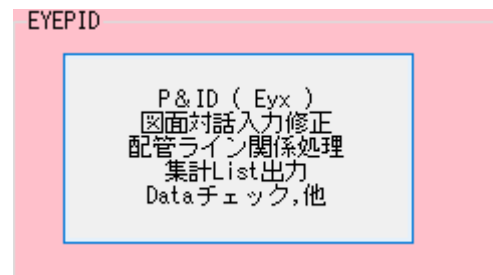 EYEPID
P&ID ( Eyx )
図面対話入力修正
配管ライン関係処理
集計List出力
Dataチェック,他